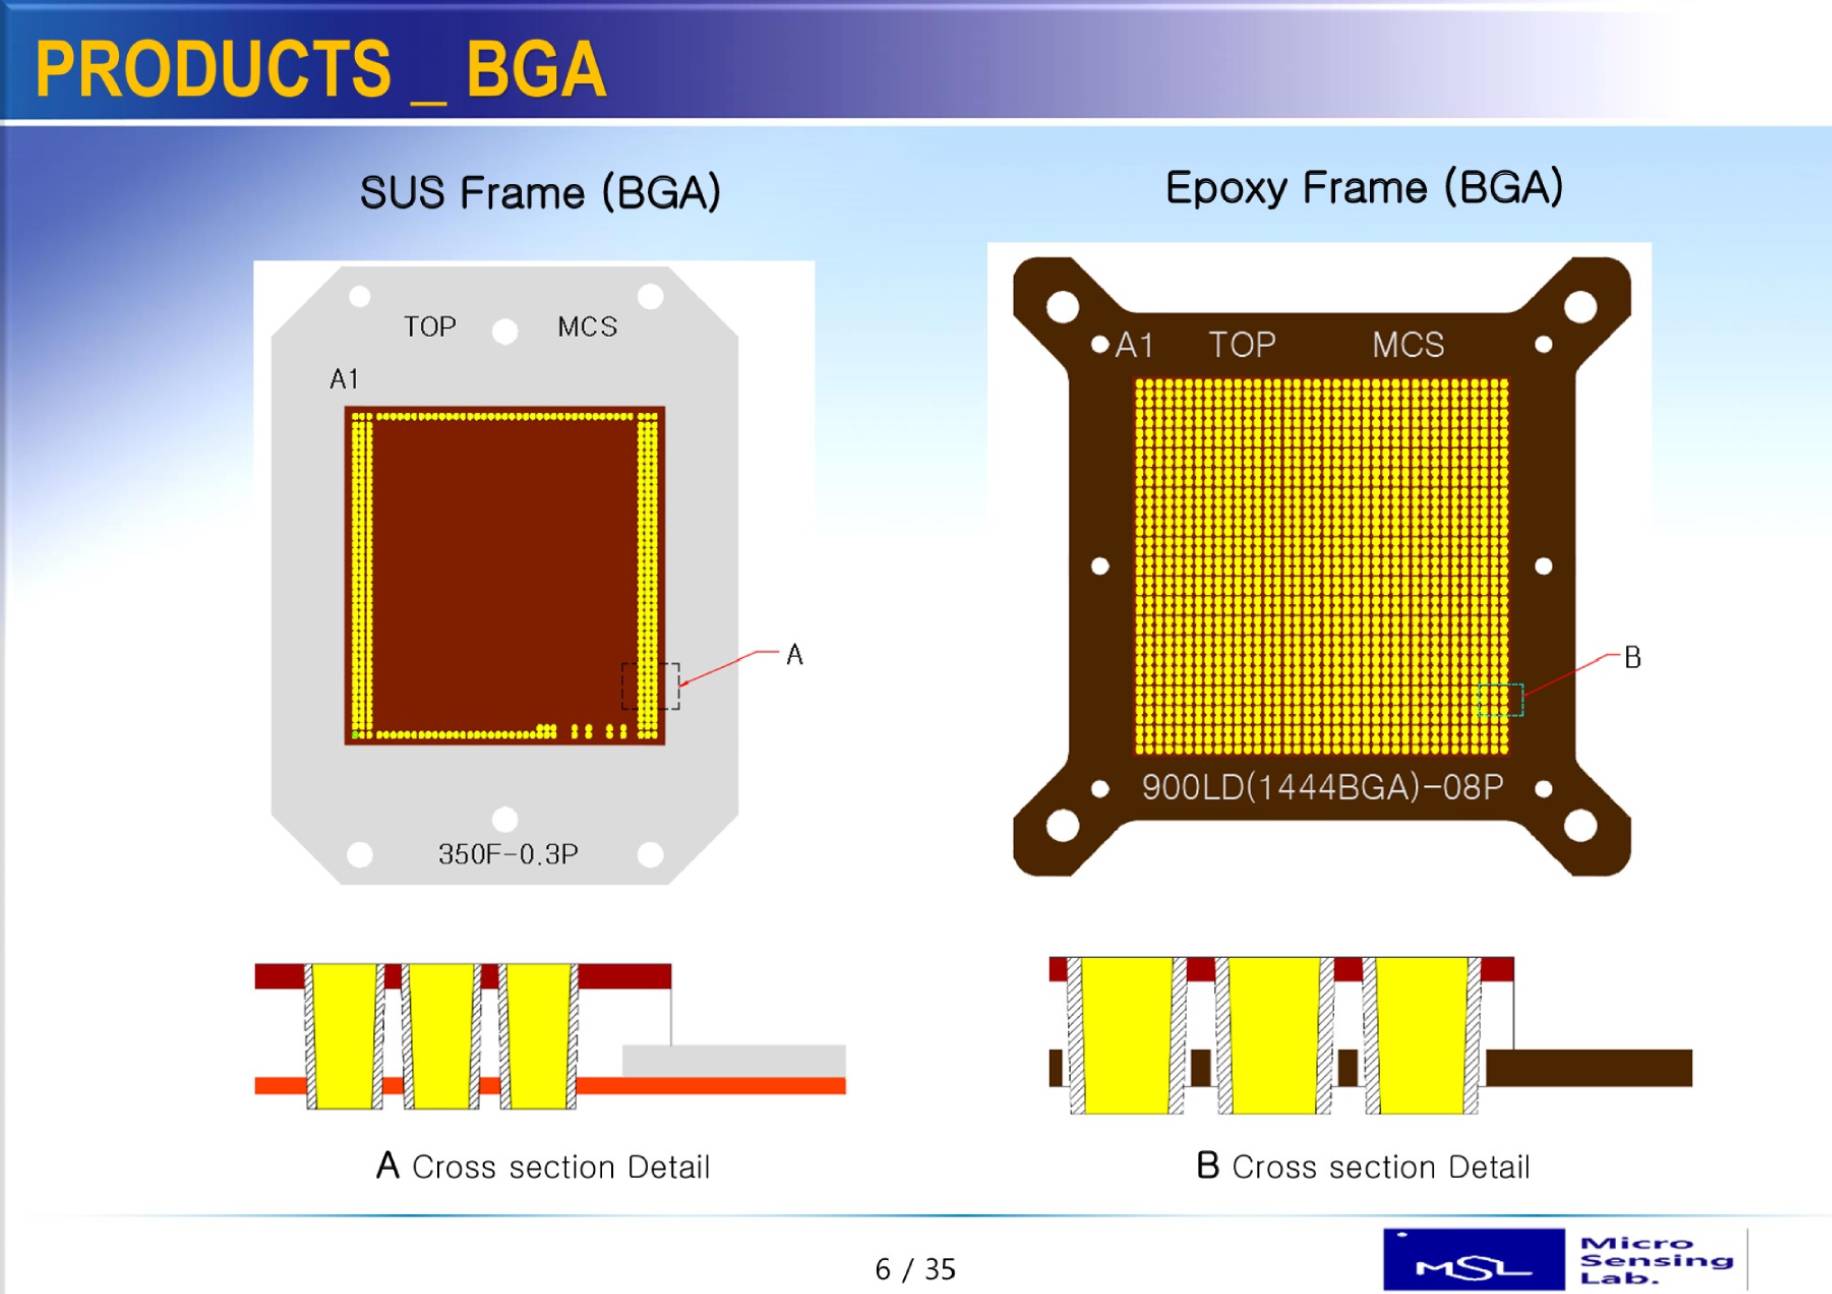 PRODUCTS _ BGA
SUS Frame (BGA)
Epoxy Frame (BGA)
TOP MCS
A1
A
350F-0.3P
A1 TOP MCS
B
900LD(1444BGA)-08P
A Cross section Detail
B Cross section Detail
6 / 35
MSL
Micro
Sensing
Lab.